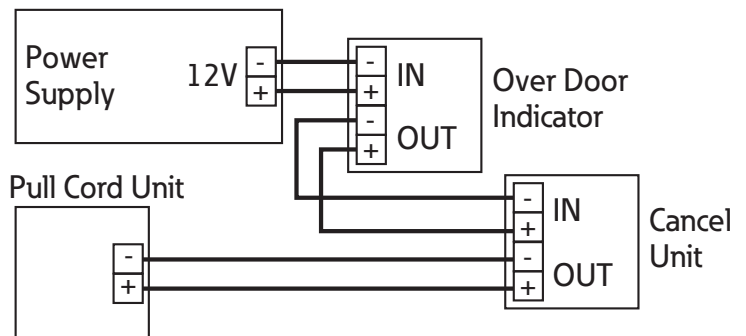 Power
Supply
12V
-
+
-
+
-
+
IN
OUT
Over Door
Indicator
Pull Cord Unit
-
+
-
+
-
+
IN
OUT
Cancel
Unit